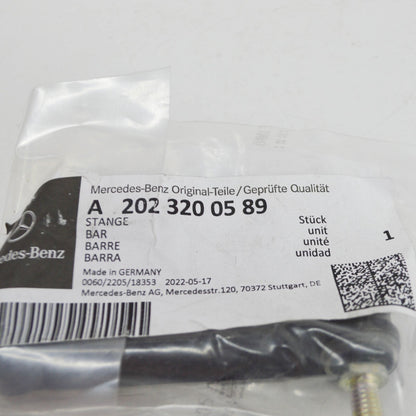 Mercedes-Benz Original-Teile/Geprüfte Qualität
A 202 320 05 89
STANGE Stück
BAR unit
BARRE unité
BARRA unidad
1
edes-Benz
Made in GERMANY
0060/2205/18353 2022-05-17
Mercedes-Benz AG, Mercedesstr.120, 70372 Stuttgart, DE